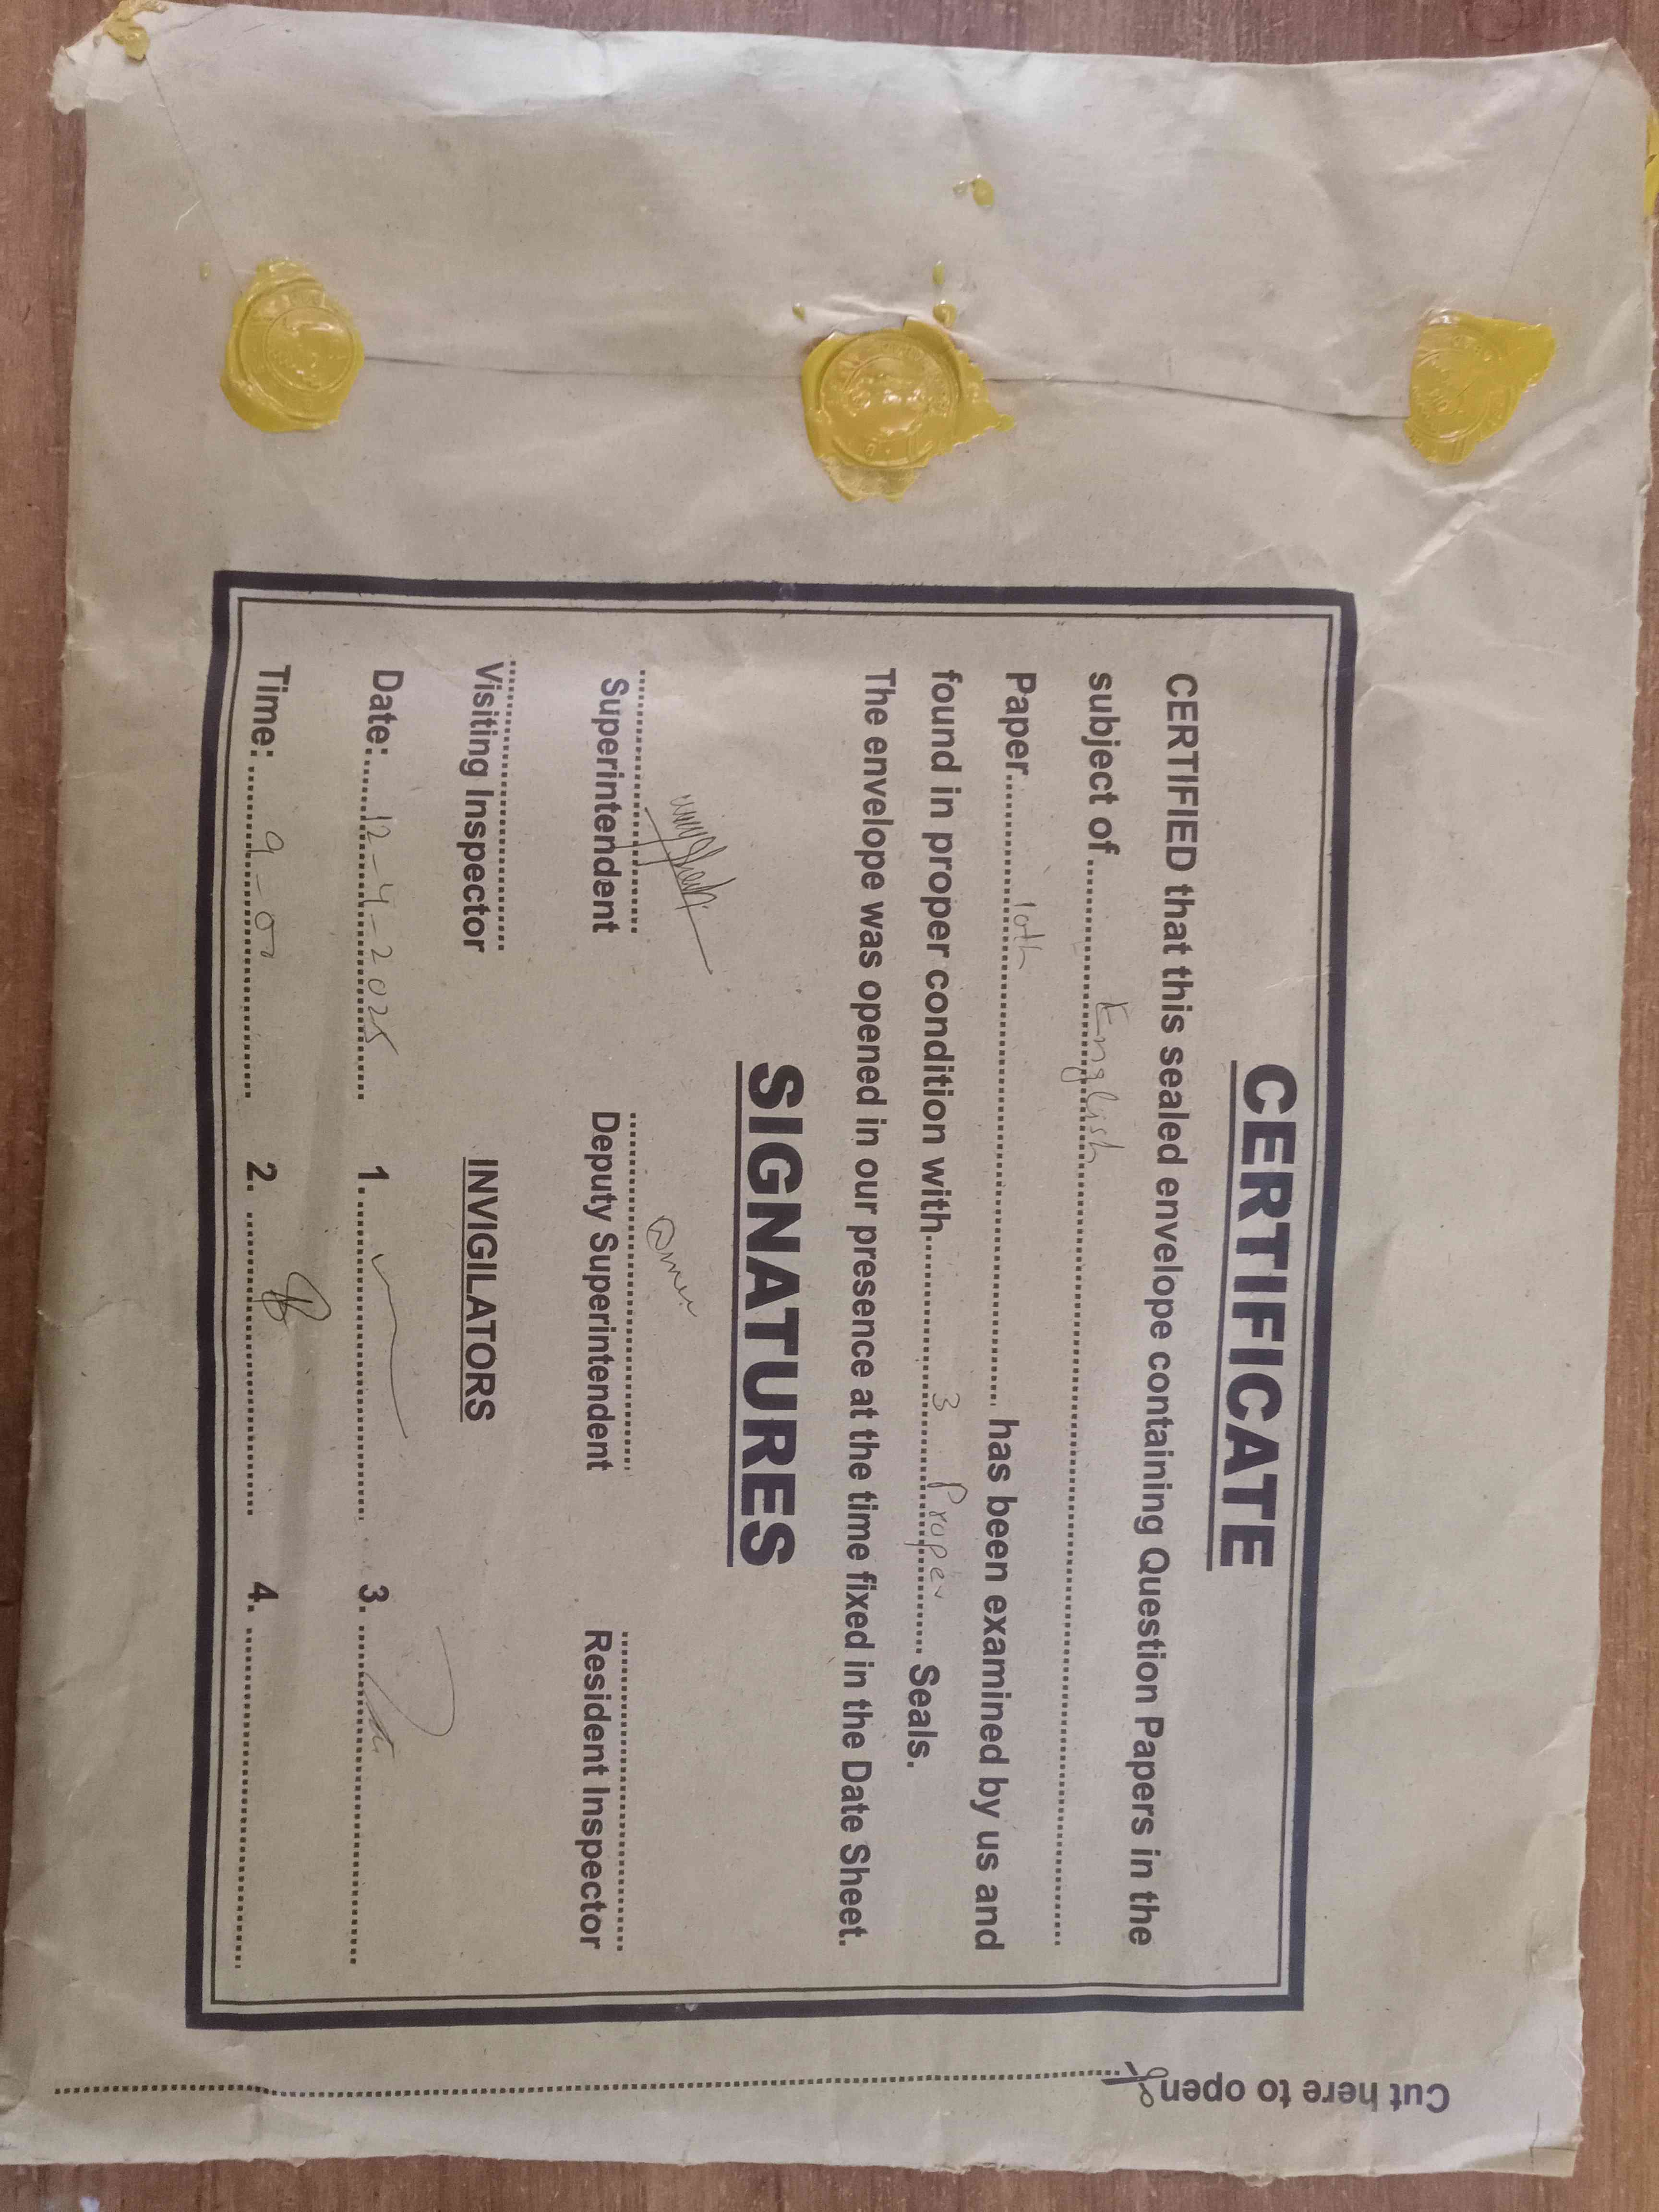 CERTIFICATE
CERTIFIED that this sealed envelope containing Question Papers in the
subject of .......... English ..........
Paper .......... 10th .......... has been examined by us and
found in proper condition with .......... 3 Proper .......... Seals.
The envelope was opened in our presence at the time fixed in the Date Sheet.
SIGNATURES
Superintendent Deputy Superintendent Resident Inspector
Visiting Inspector INVIGILATORS
Date: 12-4-2025 1. .......... 3. ..........
Time: 9-00 2. .......... 4. ..........
Cut here to open